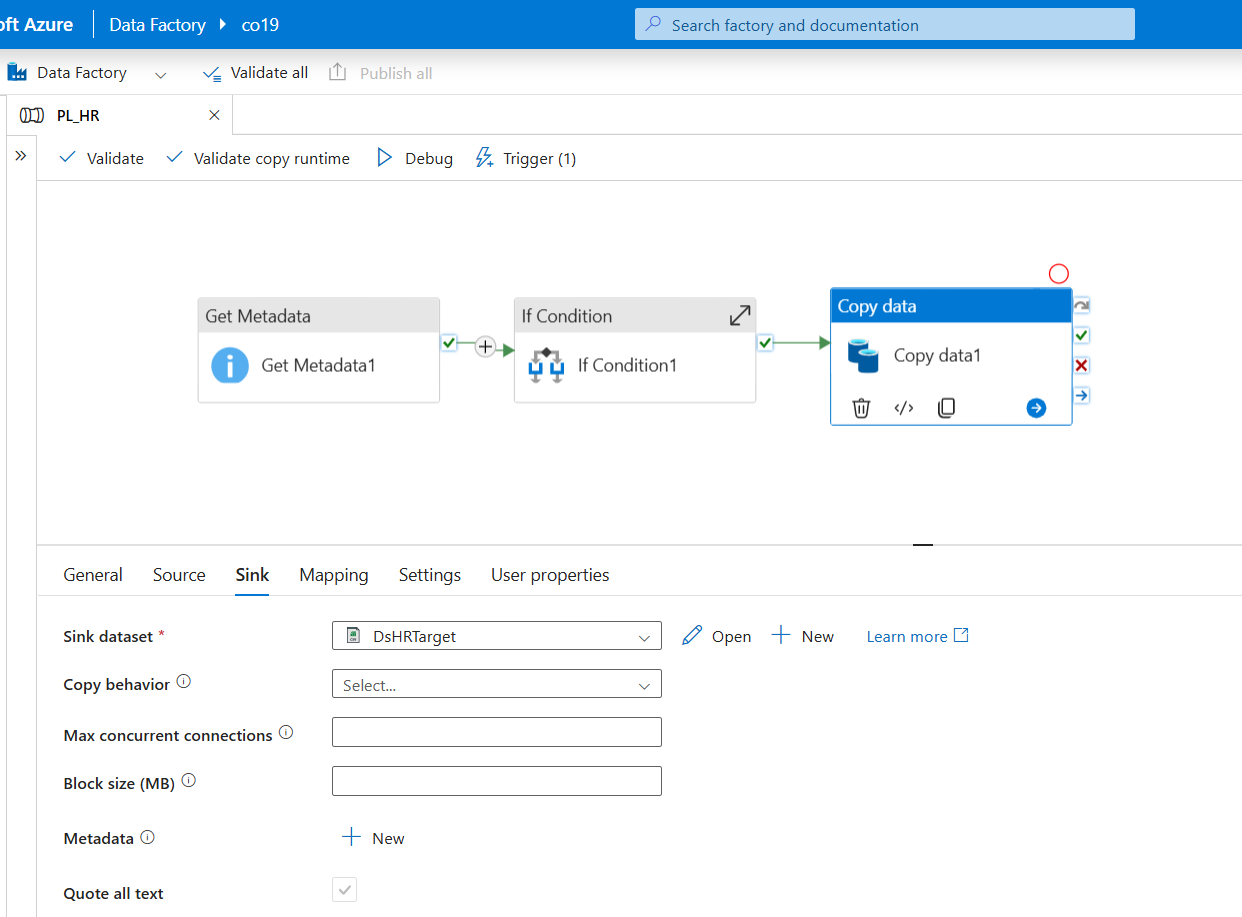 oft Azure
Data Factory
co19
Search factory and documentation
Data Factory
Validate all
Publish all
PL_HR
Validate
Validate copy runtime
Debug
Trigger (1)
Get Metadata
Get Metadata1
If Condition
If Condition1
Copy data
Copy data1
General
Source
Sink
Mapping
Settings
User properties
Sink dataset *
DsHRTarget
Open
New
Learn more
Copy behavior
Select...
Max concurrent connections
Block size (MB)
Metadata
New
Quote all text